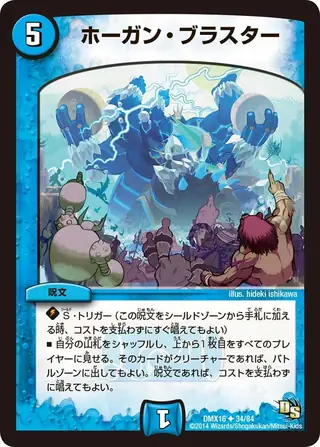 5
ホーガン・ブラスター
illus. hideki ishikawa
呪文
S・トリガー (この呪文をシールドゾーンから手札に加え
る時、コストを支払わずにすぐ唱えてもよい)
■ 自分の山札をシャッフルし、上から1枚目をすべてのプレ
イヤーに見せる。そのカードがクリーチャーであれば、バト
ルゾーンに出してもよい。呪文であれば、コストを支払わず
に唱えてもよい。
1
DMX16 34/84
©2014 Wizards/Shogakukan/Mitsui-Kids
DS